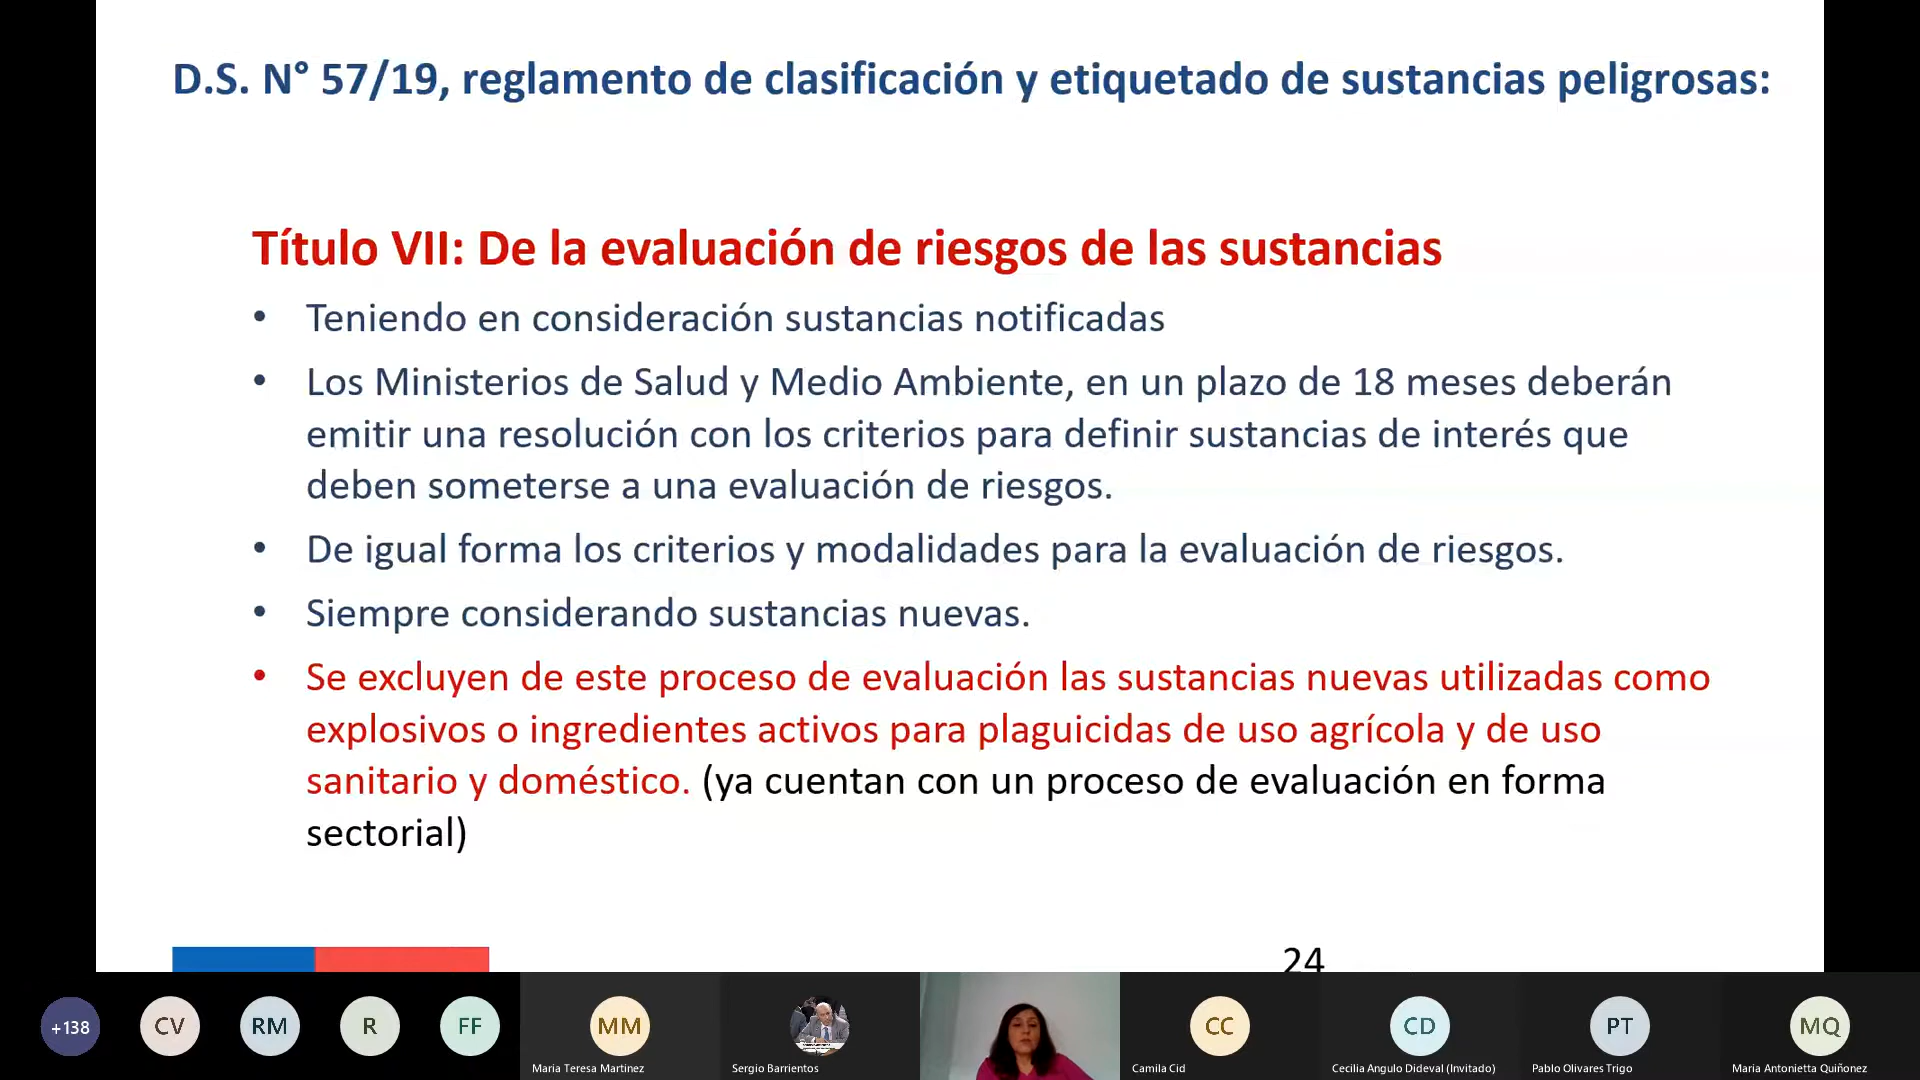 D.S. N° 57/19, reglamento de clasificación y etiquetado de sustancias peligrosas:
Título VII: De la evaluación de riesgos de las sustancias
• Teniendo en consideración sustancias notificadas
• Los Ministerios de Salud y Medio Ambiente, en un plazo de 18 meses deberán
emitir una resolución con los criterios para definir sustancias de interés que
deben someterse a una evaluación de riesgos.
• De igual forma los criterios y modalidades para la evaluación de riesgos.
• Siempre considerando sustancias nuevas.
• Se excluyen de este proceso de evaluación las sustancias nuevas utilizadas como
explosivos o ingredientes activos para plaguicidas de uso agrícola y de uso
sanitario y doméstico. (ya cuentan con un proceso de evaluación en forma
sectorial)
24
+138 CV RM R FF MM CC CD PT MQ
Maria Teresa Martinez Sergio Barrientos Camila Cid Cecilia Angulo Dideval (Invitado) Pablo Olivares Trigo Maria Antonietta Quiñonez